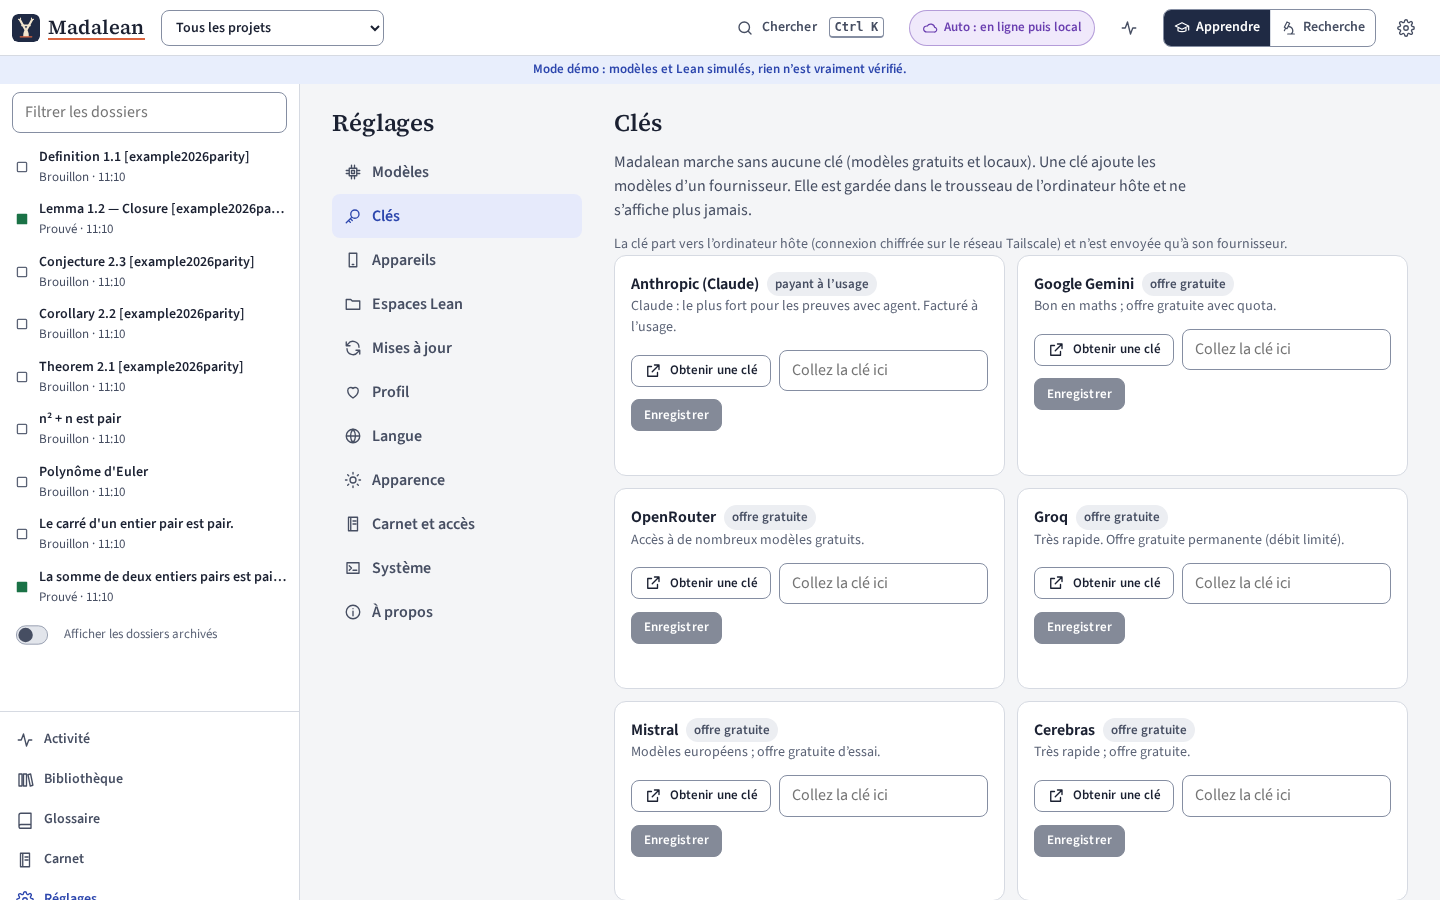 Madalean
Tous les projets
Chercher Ctrl K
Auto : en ligne puis local
Apprendre
Recherche
Mode démo : modèles et Lean simulés, rien n’est vraiment vérifié.
Filtrer les dossiers
Definition 1.1 [example2026parity]
Brouillon · 11:10
Lemma 1.2 — Closure [example2026pa…
Prouvé · 11:10
Conjecture 2.3 [example2026parity]
Brouillon · 11:10
Corollary 2.2 [example2026parity]
Brouillon · 11:10
Theorem 2.1 [example2026parity]
Brouillon · 11:10
n² + n est pair
Brouillon · 11:10
Polynôme d'Euler
Brouillon · 11:10
Le carré d'un entier pair est pair.
Brouillon · 11:10
La somme de deux entiers pairs est pai…
Prouvé · 11:10
Afficher les dossiers archivés
Activité
Bibliothèque
Glossaire
Carnet
Réglages
Réglages
Modèles
Clés
Appareils
Espaces Lean
Mises à jour
Profil
Langue
Apparence
Carnet et accès
Système
À propos
Clés
Madalean marche sans aucune clé (modèles gratuits et locaux). Une clé ajoute les
modèles d’un fournisseur. Elle est gardée dans le trousseau de l’ordinateur hôte et ne
s’affiche plus jamais.
La clé part vers l’ordinateur hôte (connexion chiffrée sur le réseau Tailscale) et n’est envoyée qu’à son fournisseur.
Anthropic (Claude) payant à l’usage
Claude : le plus fort pour les preuves avec agent. Facturé à
l’usage.
Obtenir une clé
Collez la clé ici
Enregistrer
Google Gemini offre gratuite
Bon en maths ; offre gratuite avec quota.
Obtenir une clé
Collez la clé ici
Enregistrer
OpenRouter offre gratuite
Accès à de nombreux modèles gratuits.
Obtenir une clé
Collez la clé ici
Enregistrer
Groq offre gratuite
Très rapide. Offre gratuite permanente (débit limité).
Obtenir une clé
Collez la clé ici
Enregistrer
Mistral offre gratuite
Modèles européens ; offre gratuite d’essai.
Obtenir une clé
Collez la clé ici
Enregistrer
Cerebras offre gratuite
Très rapide ; offre gratuite.
Obtenir une clé
Collez la clé ici
Enregistrer